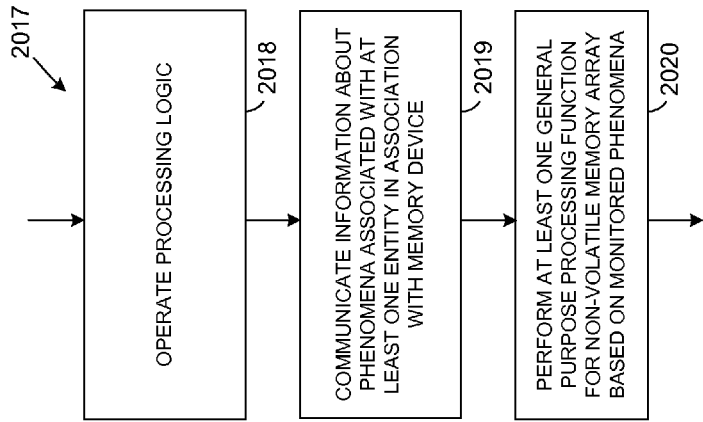 2017
OPERATE PROCESSING LOGIC
2018
COMMUNICATE INFORMATION ABOUT
PHENOMENA ASSOCIATED WITH AT
LEAST ONE ENTITY IN ASSOCIATION
WITH MEMORY DEVICE
2019
PERFORM AT LEAST ONE GENERAL
PURPOSE PROCESSING FUNCTION
FOR NON-VOLATILE MEMORY ARRAY
BASED ON MONITORED PHENOMENA
2020